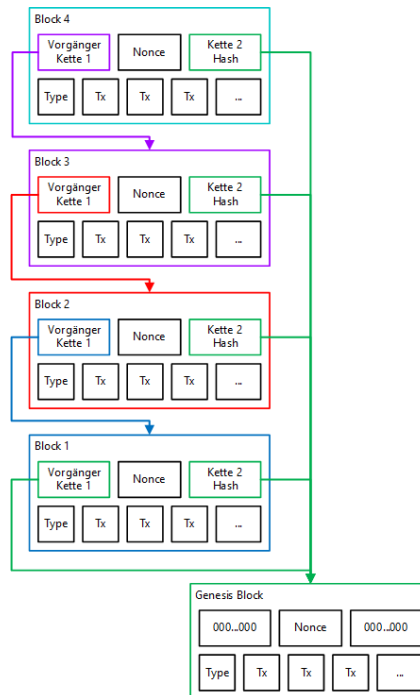 Block 4
Vorgänger Kette 1 Nonce Kette 2 Hash
Type Tx Tx Tx ...
Block 3
Vorgänger Kette 1 Nonce Kette 2 Hash
Type Tx Tx Tx ...
Block 2
Vorgänger Kette 1 Nonce Kette 2 Hash
Type Tx Tx Tx ...
Block 1
Vorgänger Kette 1 Nonce Kette 2 Hash
Type Tx Tx Tx ...
Genesis Block
000...000 Nonce 000...000
Type Tx Tx Tx ...